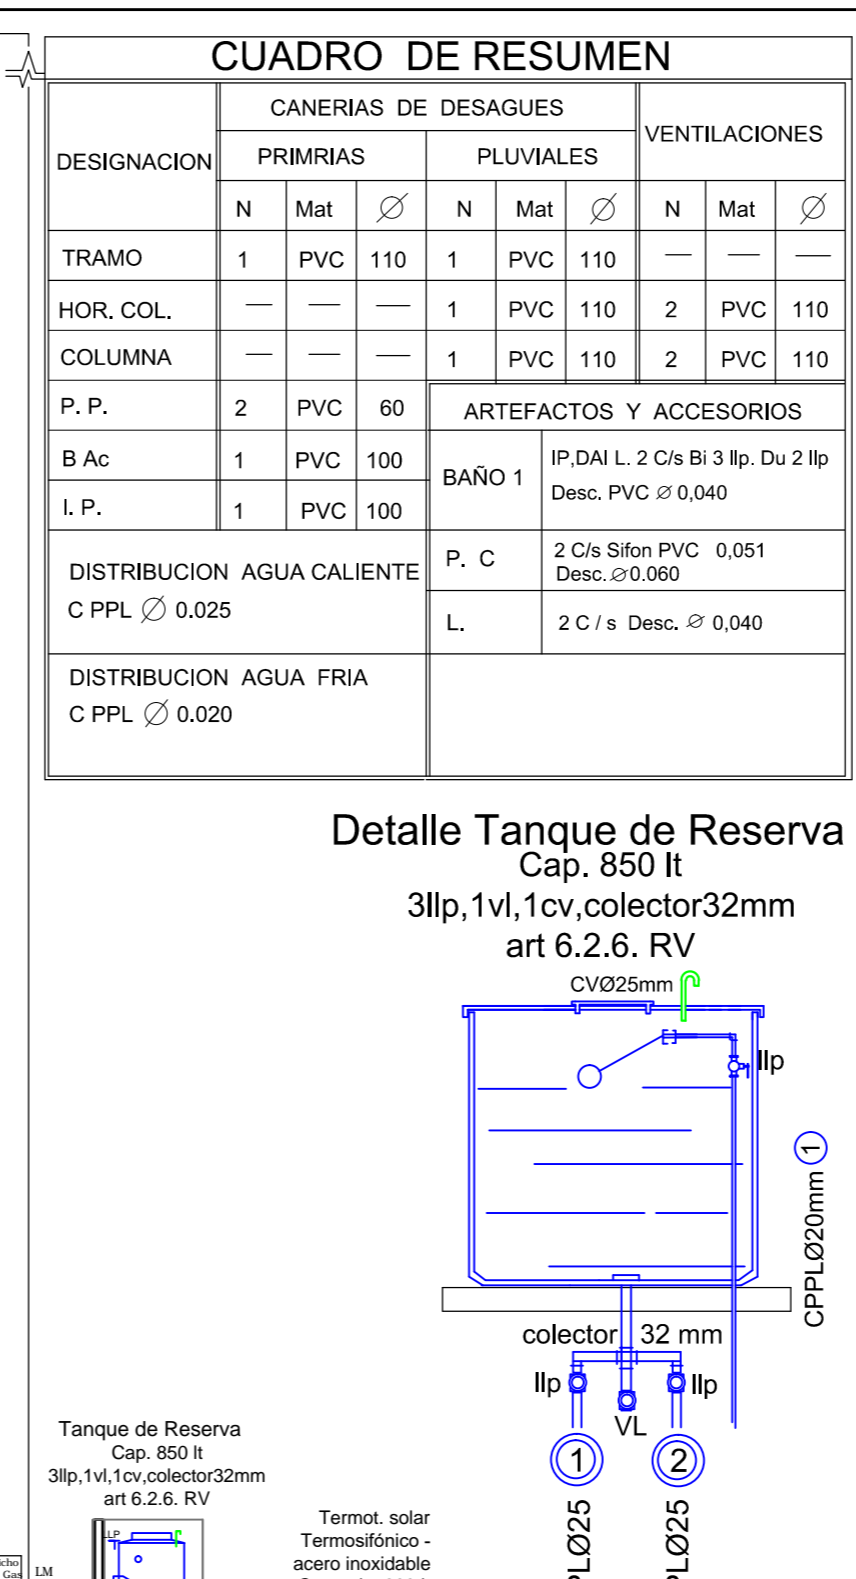 CUADRO DE RESUMEN
DESIGNACION
CANERIAS DE DESAGUES
VENTILACIONES
PRIMRIAS PLUVIALES
N Mat Ø N Mat Ø N Mat Ø
TRAMO 1 PVC 110 1 PVC 110 — — —
HOR. COL. — — — 1 PVC 110 2 PVC 110
COLUMNA — — — 1 PVC 110 2 PVC 110
P. P. 2 PVC 60
B Ac 1 PVC 100
I. P. 1 PVC 100
ARTEFACTOS Y ACCESORIOS
BAÑO 1
IP,DAI L. 2 C/s Bi 3 llp. Du 2 llp
Desc. PVC Ø 0,040
P. C
2 C/s Sifon PVC 0,051
Desc.Ø0.060
L. 2 C / s Desc. Ø 0,040
DISTRIBUCION AGUA CALIENTE
C PPL Ø 0.025
DISTRIBUCION AGUA FRIA
C PPL Ø 0.020
Detalle Tanque de Reserva
Cap. 850 lt
3llp,1vl,1cv,colector32mm
art 6.2.6. RV
CVØ25mm
llp
CPPLØ20mm 1
colector 32 mm
llp llp
VL
1 2
LØ25
LØ25
Tanque de Reserva
Cap. 850 lt
3llp,1vl,1cv,colector32mm
art 6.2.6. RV
LLP
Termot. solar
Termosifónico -
acero inoxidable
icho
Gas
LM